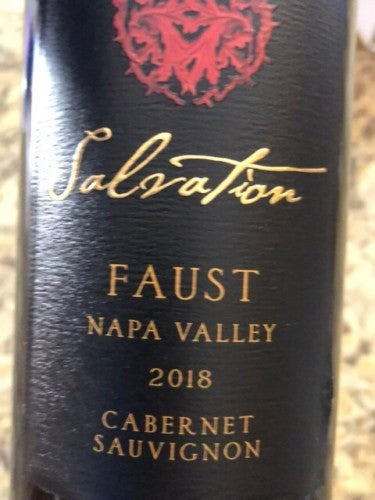 Salvation
FAUST
NAPA VALLEY
2018
CABERNET
SAUVIGNON